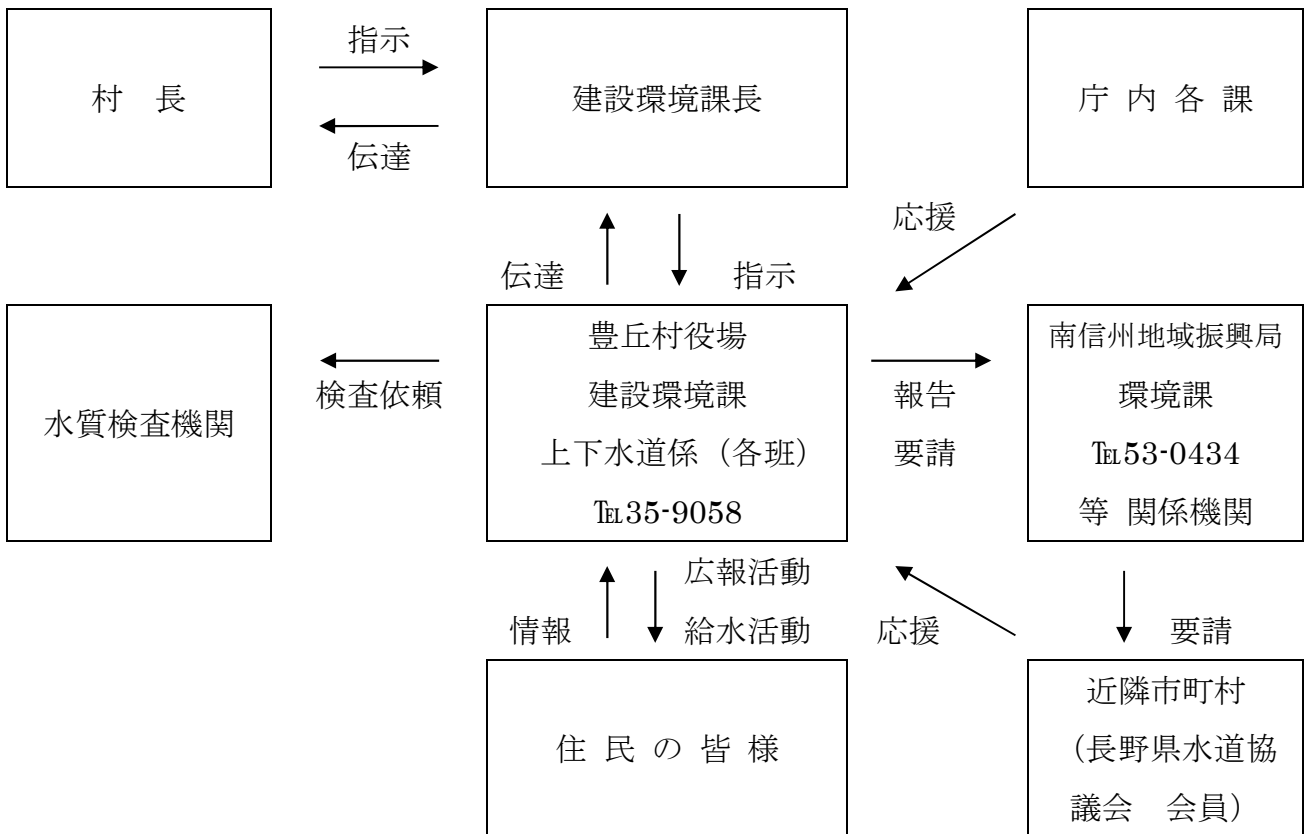 指示
村　長
建設環境課長
庁 内 各 課
伝達
応援
伝達
指示
豊丘村役場
建設環境課
上下水道係（各班）
℡35-9058
検査依頼
水質検査機関
報告
要請
南信州地域振興局
環境課
℡53-0434
等 関係機関
広報活動
給水活動
情報
応援
要請
住 民 の 皆 様
近隣市町村
（長野県水道協
議会　会員）